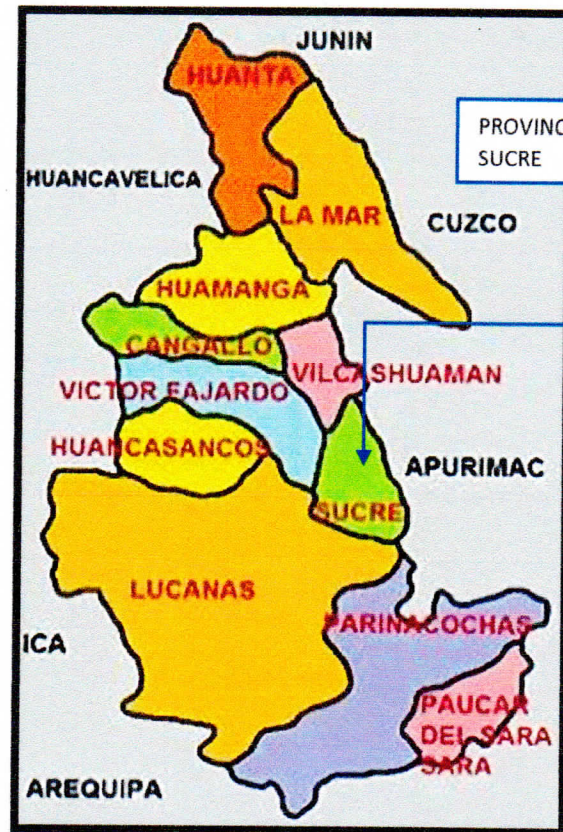 JUNIN
HUANTA
SUCRE
HUANCAVELICA
LA MAR
CUZCO
HUAMANGA
CANGALLO
VILCASHUAMAN
VICTOR FAJARDO
HUANCASANCOS
APURIMAC
SUCRE
LUCANAS
PARINACOCHAS
ICA
PAUCAR
DEL SARA
SARA
AREQUIPA